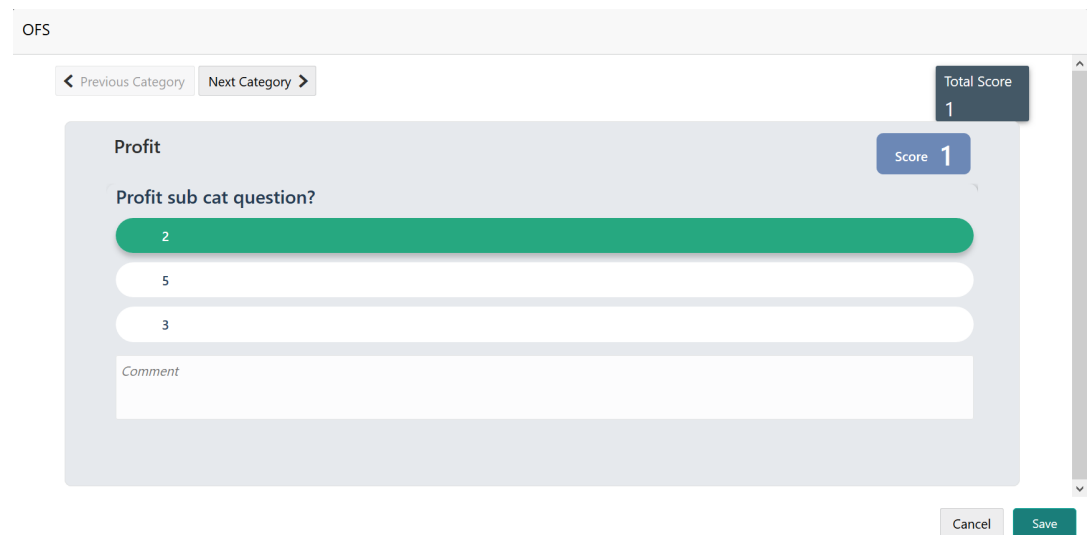 OFS
Previous Category Next Category Total Score
1
Profit
Score 1
Profit sub cat question?
2
5
3
Comment
Cancel Save